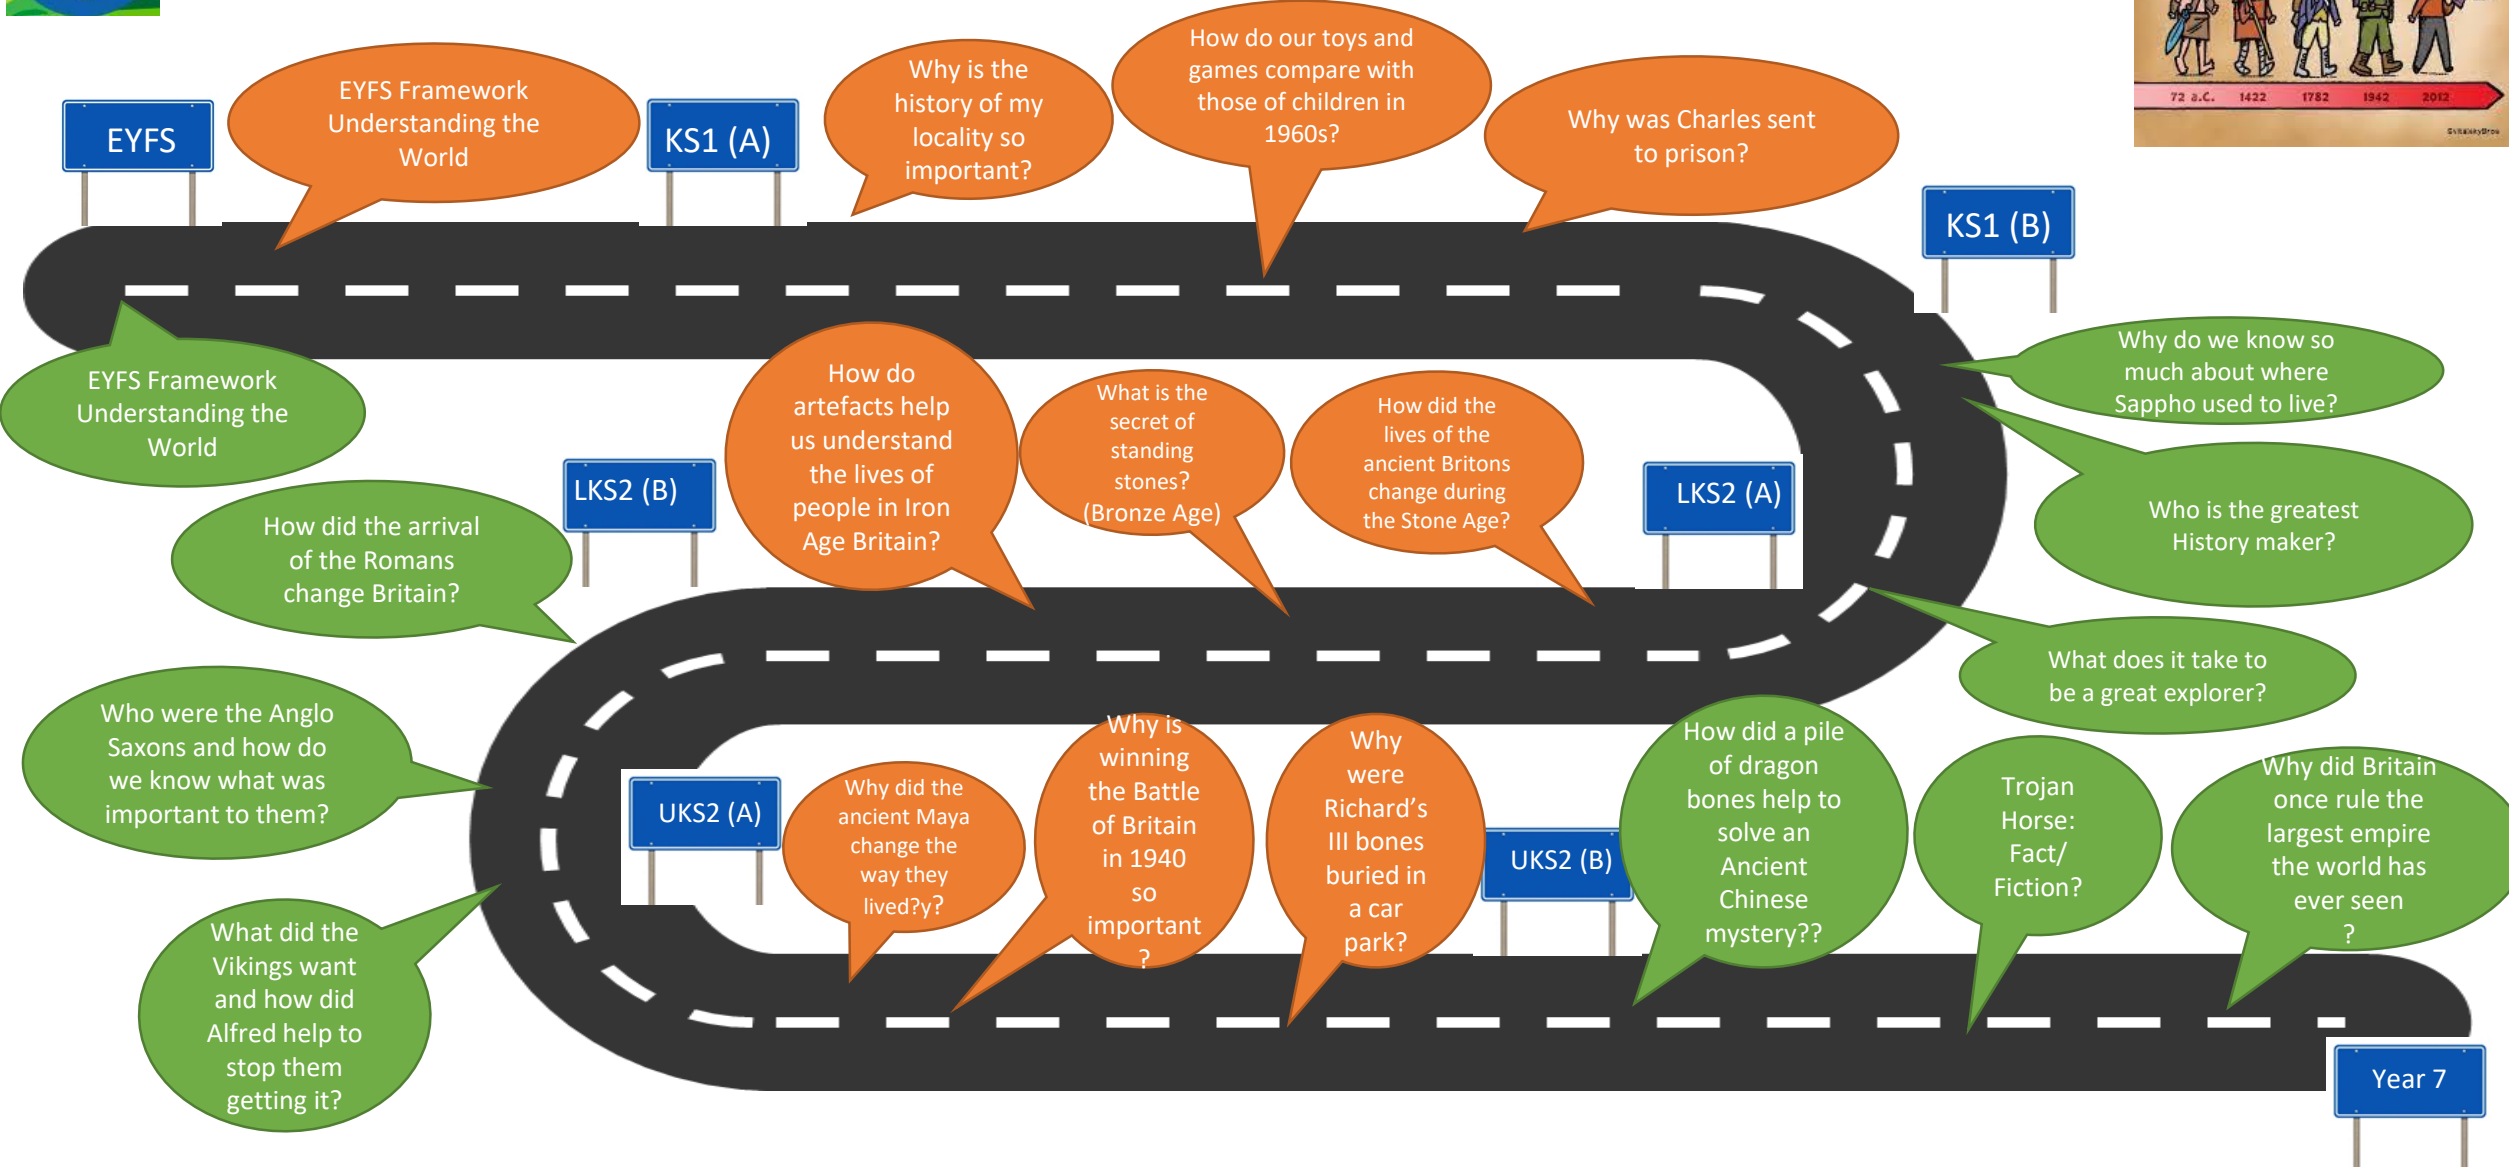 EYFS
EYFS Framework
Understanding the
World
KS1 (A)
Why is the
history of my
locality so
important?
How do our toys and
games compare with
those of children in
1960s?
Why was Charles sent
to prison?
72 a.C. 1422 1782 1942 2012
KS1 (B)
EYFS Framework
Understanding the
World
Why do we know so
much about where
Sappho used to live?
Who is the greatest
History maker?
What does it take to
be a great explorer?
LKS2 (A)
How did the
lives of the
ancient Britons
change during
the Stone Age?
What is the
secret of
standing
stones?
(Bronze Age)
How do
artefacts help
us understand
the lives of
people in Iron
Age Britain?
LKS2 (B)
How did the arrival
of the Romans
change Britain?
Who were the Anglo
Saxons and how do
we know what was
important to them?
What did the
Vikings want
and how did
Alfred help to
stop them
getting it?
UKS2 (A)
Why did the
ancient Maya
change the
way they
lived?y?
Why is
winning
the Battle
of Britain
in 1940
so
important
?
Why
were
Richard’s
III bones
buried in
a car
park?
UKS2 (B)
How did a pile
of dragon
bones help to
solve an
Ancient
Chinese
mystery??
Trojan
Horse:
Fact/
Fiction?
Why did Britain
once rule the
largest empire
the world has
ever seen
?
Year 7